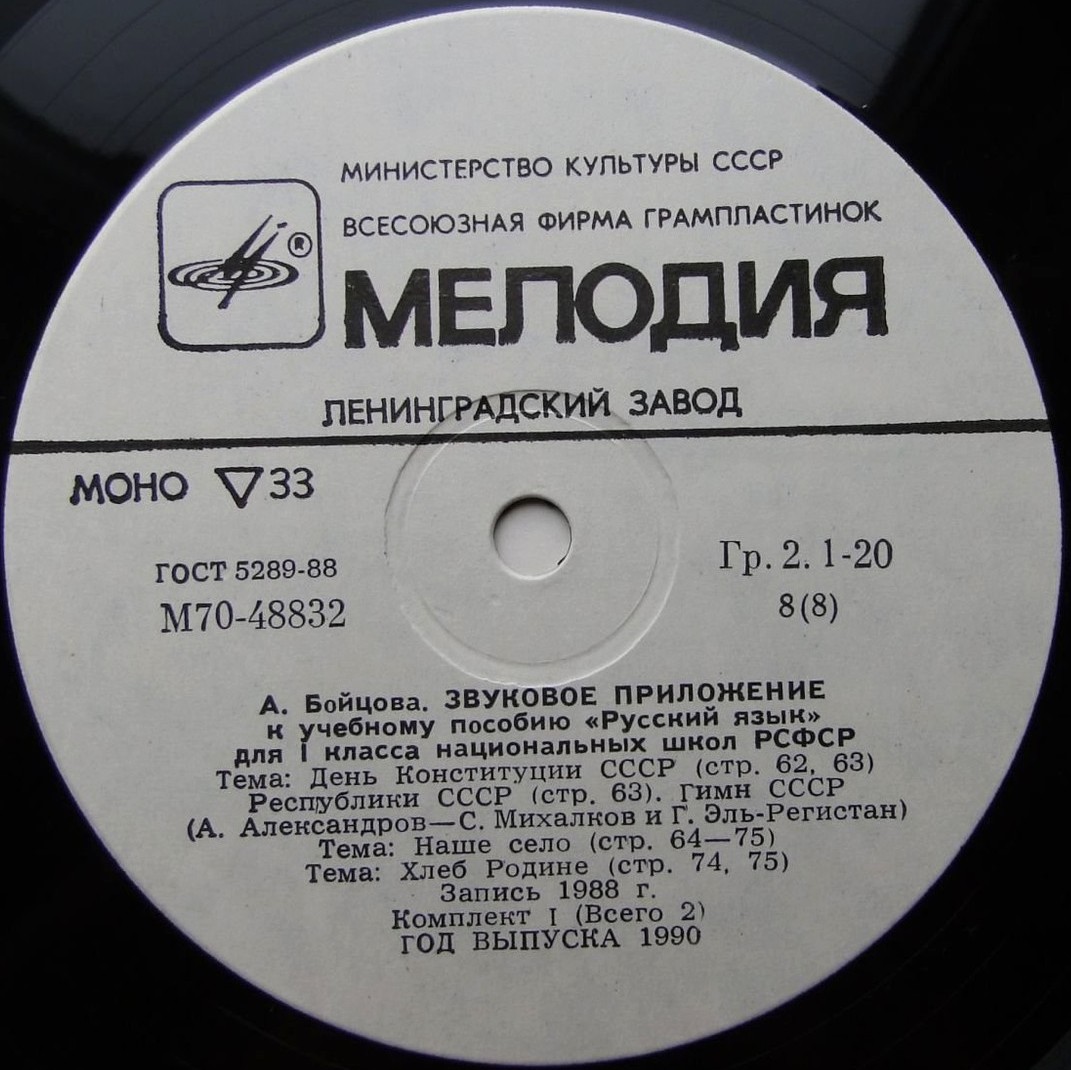 МИНИСТЕРСТВО КУЛЬТУРЫ СССР
ВСЕСОЮЗНАЯ ФИРМА ГРАМПЛАСТИНОК
®
МЕЛОДИЯ
ЛЕНИНГРАДСКИЙ ЗАВОД
МОНО ▽33
ГОСТ 5289-88
М70-48832
Гр. 2. 1-20
8(8)
А. Бойцова. ЗВУКОВОЕ ПРИЛОЖЕНИЕ
к учебному пособию «Русский язык»
для I класса национальных школ РСФСР
Тема: День Конституции СССР (стр. 62, 63)
Республики СССР (стр. 63). Гимн СССР
(А. Александров—С. Михалков и Г. Эль-Регистан)
Тема: Наше село (стр. 64—75)
Тема: Хлеб Родине (стр. 74, 75)
Запись 1988 г.
Комплект I (Всего 2)
ГОД ВЫПУСКА 1990